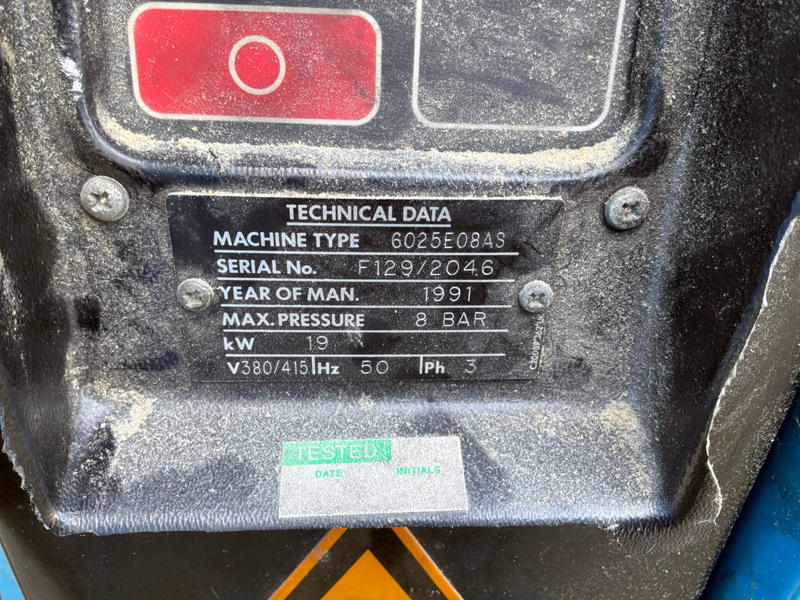 TECHNICAL DATA
MACHINE TYPE 6025E08AS
SERIAL No. F129/2046
YEAR OF MAN. 1991
MAX. PRESSURE 8 BAR
kW 19
V380/415 Hz 50 Ph 3
TESTED
DATE INITIALS